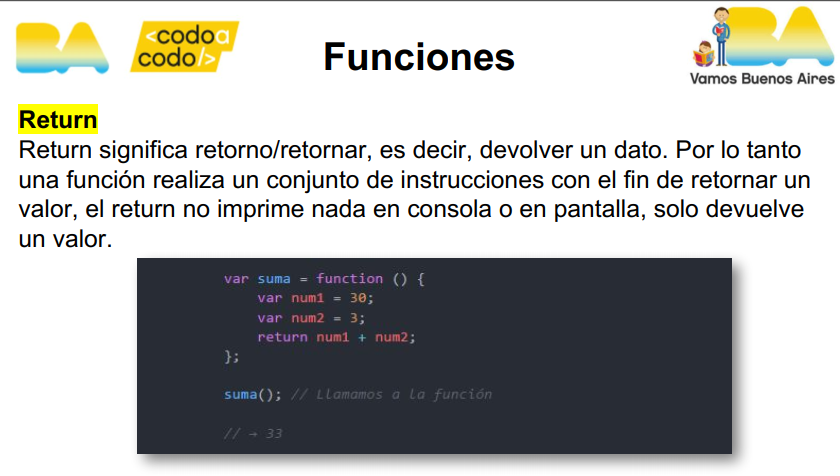 BA
<codoa
codo/>
Funciones
BA
Vamos Buenos Aires
Return
Return significa retorno/retornar, es decir, devolver un dato. Por lo tanto
una función realiza un conjunto de instrucciones con el fin de retornar un
valor, el return no imprime nada en consola o en pantalla, solo devuelve
un valor.
var suma = function () {
    var num1 = 30;
    var num2 = 3;
    return num1 + num2;
};
suma(); // Llamamos a la función
// → 33